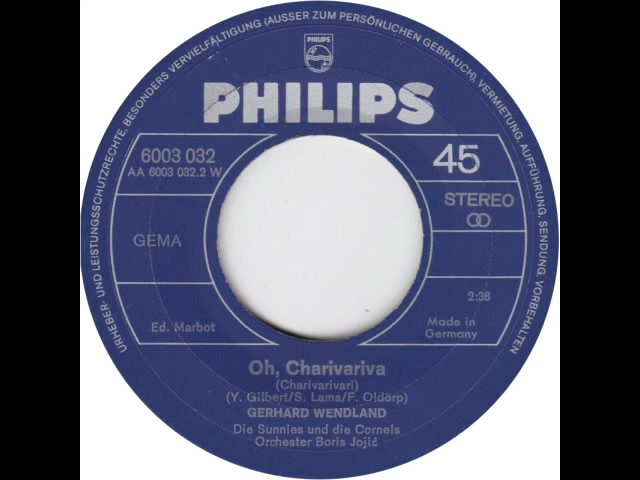 URHEBER- UND LEISTUNGSSCHUTZRECHTE, BESONDERS VERVIELFÄLTIGUNG (AUSSER ZUM PERSÖNLICHEN GEBRAUCH), VERMIETUNG, AUFFÜHRUNG, SENDUNG, VORBEHALTEN
PHILIPS
PHILIPS
6003 032
AA 6003 032.2 W
45
STEREO
GEMA
2:36
Ed. Marbot
Made in
Germany
Oh, Charivariva
(Charivarivari)
(Y. Gilbert/S. Lama/F. Oldörp)
GERHARD WENDLAND
Die Sunnies und die Cornels
Orchester Boris Jojić